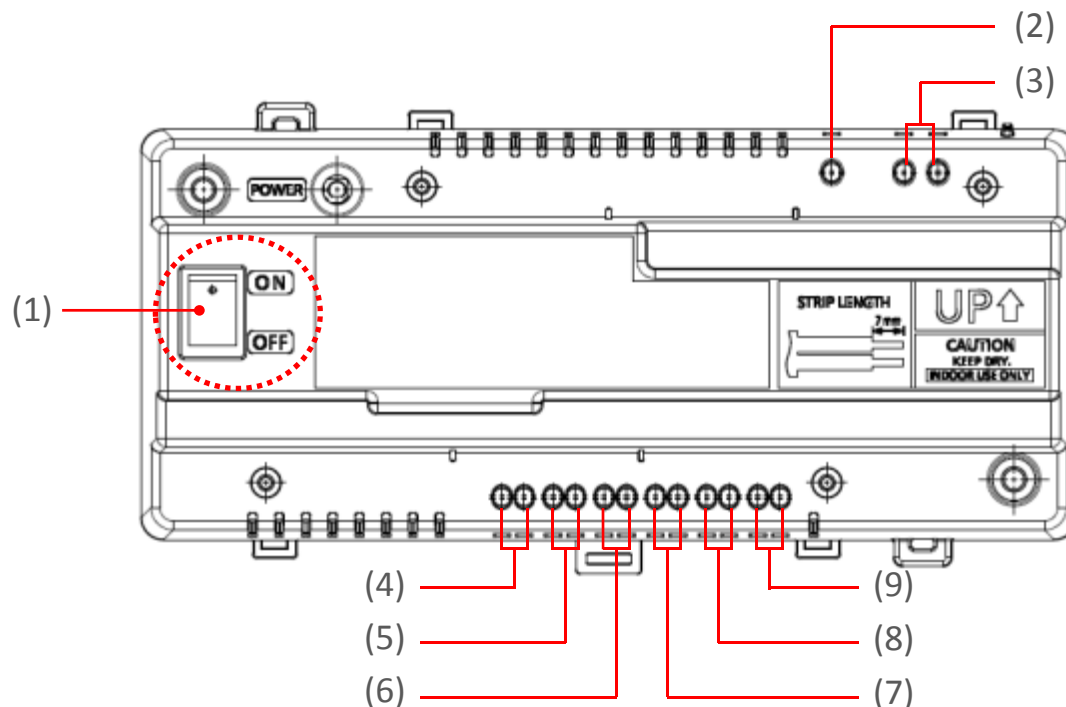 (2)
(3)
POWER
ON
(1)
OFF
STRIP LENGTH
7mm
UP
CAUTION
KEEP DRY.
INDOOR USE ONLY
(4)
(9)
(5)
(8)
(6)
(7)